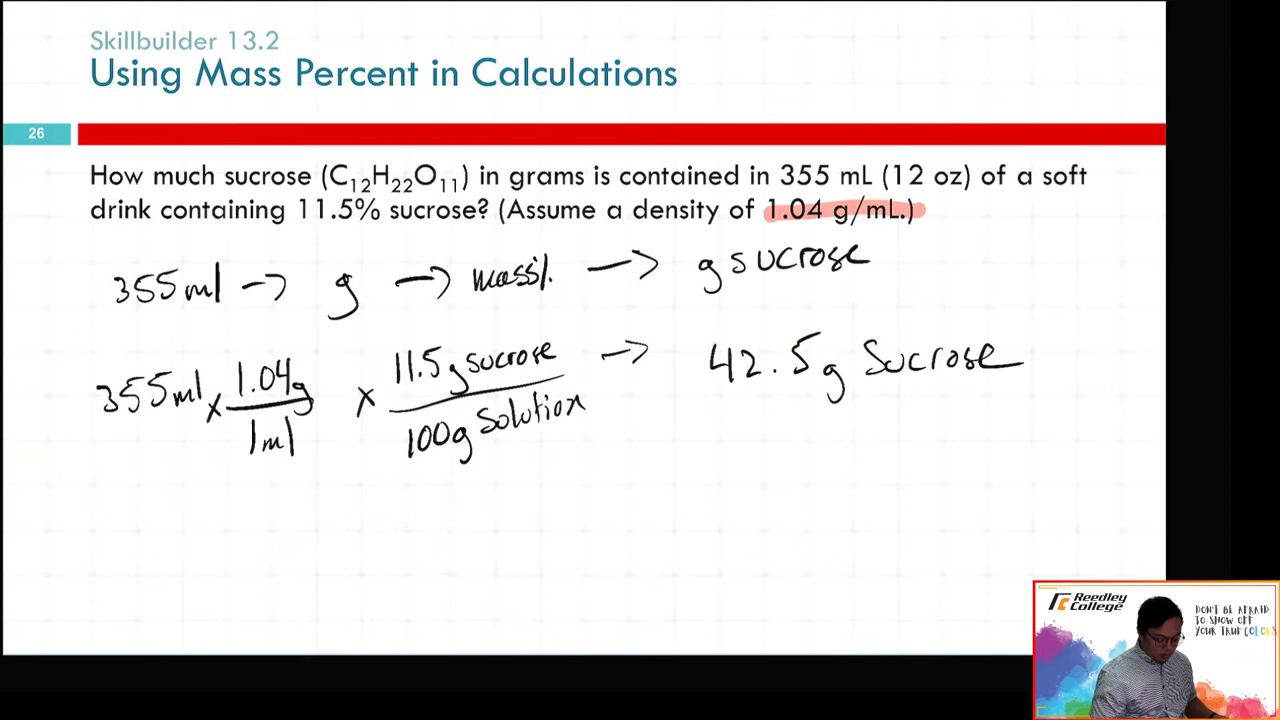 Skillbuilder 13.2
Using Mass Percent in Calculations
26
How much sucrose (C₁₂H₂₂O₁₁) in grams is contained in 355 mL (12 oz) of a soft
drink containing 11.5% sucrose? (Assume a density of 1.04 g/mL.)
355ml → g → mass% → g sucrose
355ml x 1.04g / 1ml x 11.5g sucrose / 100g Solution → 42.5g Sucrose
Reedley
College
DON'T BE AFRAID
TO SHOW OFF
YOUR TRUE COLORS